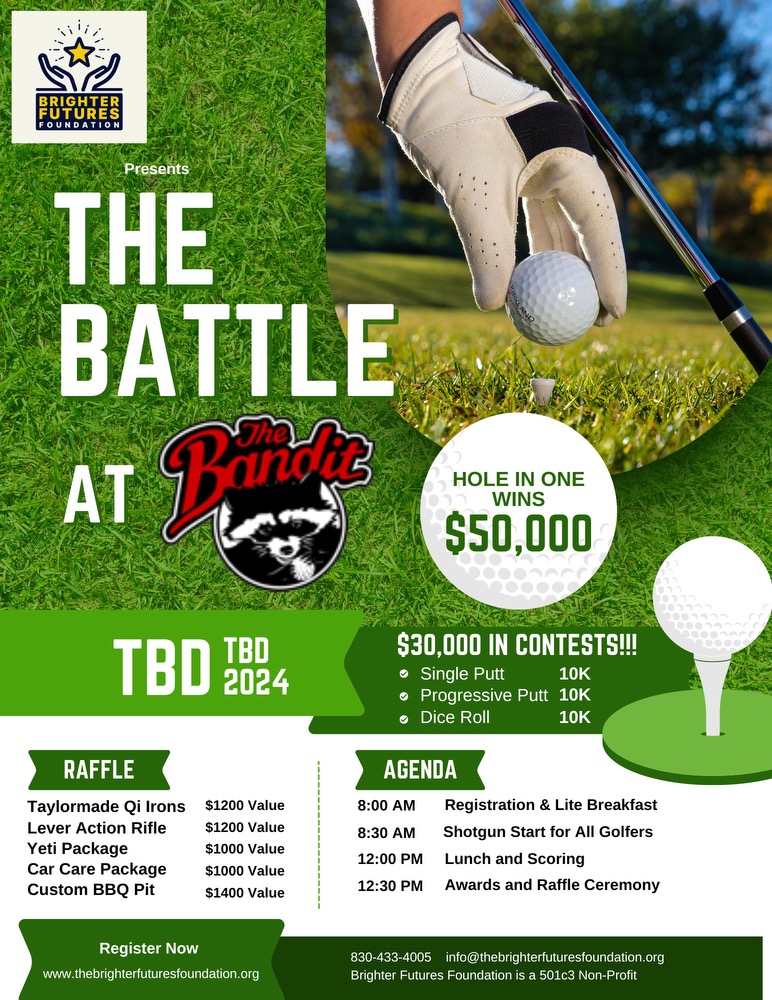 BRIGHTER
FUTURES
FOUNDATION
Presents
THE
BATTLE
AT
The
Bandit
HOLE IN ONE
WINS
$50,000
TBD
TBD
2024
$30,000 IN CONTESTS!!!
Single Putt 10K
Progressive Putt 10K
Dice Roll 10K
RAFFLE
Taylormade Qi Irons $1200 Value
Lever Action Rifle $1200 Value
Yeti Package $1000 Value
Car Care Package $1000 Value
Custom BBQ Pit $1400 Value
AGENDA
8:00 AM Registration & Lite Breakfast
8:30 AM Shotgun Start for All Golfers
12:00 PM Lunch and Scoring
12:30 PM Awards and Raffle Ceremony
Register Now
www.thebrighterfuturesfoundation.org
830-433-4005 info@thebrighterfuturesfoundation.org
Brighter Futures Foundation is a 501c3 Non-Profit